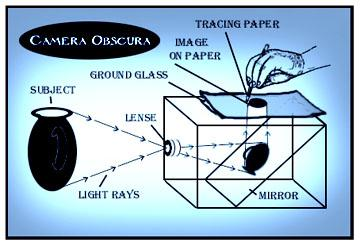 CAMERA OBSCURA
TRACING PAPER
IMAGE
ON PAPER
GROUND GLASS
SUBJECT
LENSE
LIGHT RAYS
MIRROR